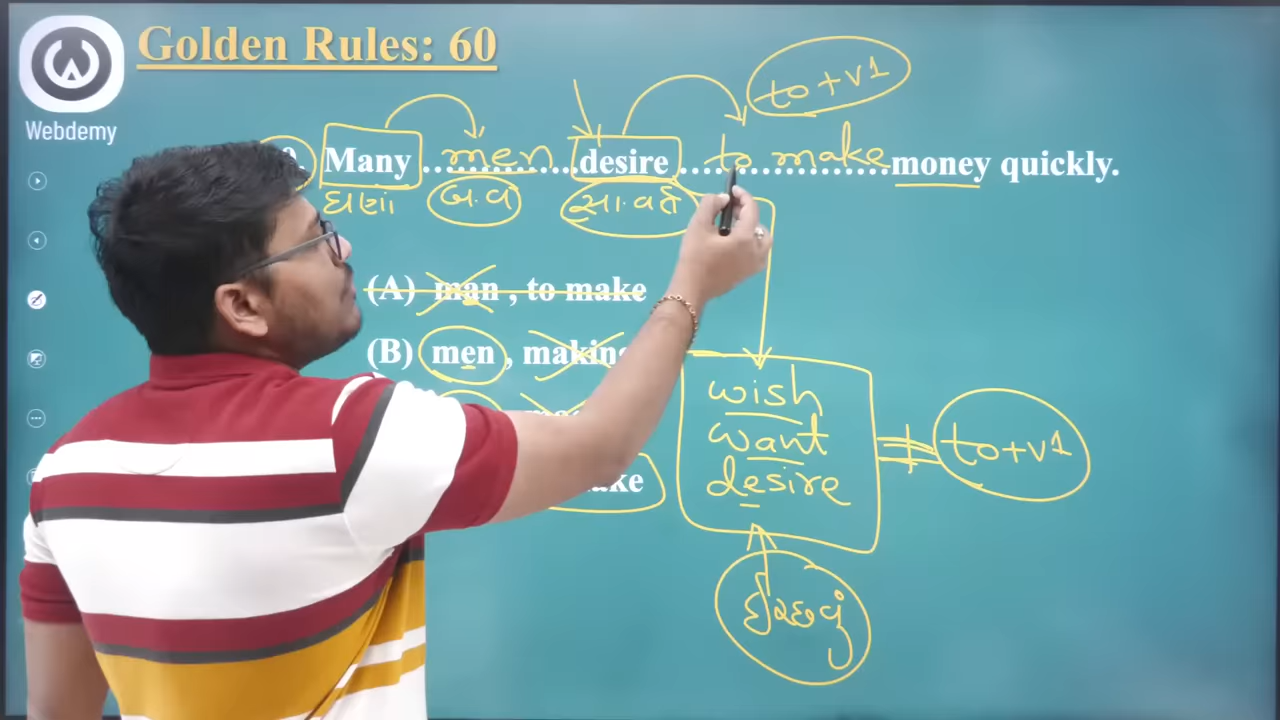 Golden Rules: 60
Webdemy
to + v1
Many ............... desire .................... money quickly.
men
to make
ઘણા
બ.વ
સા.વર્ત
(A) man , to make
(B) men , making
wish
want
desire
to + v1
ઈચ્છવું